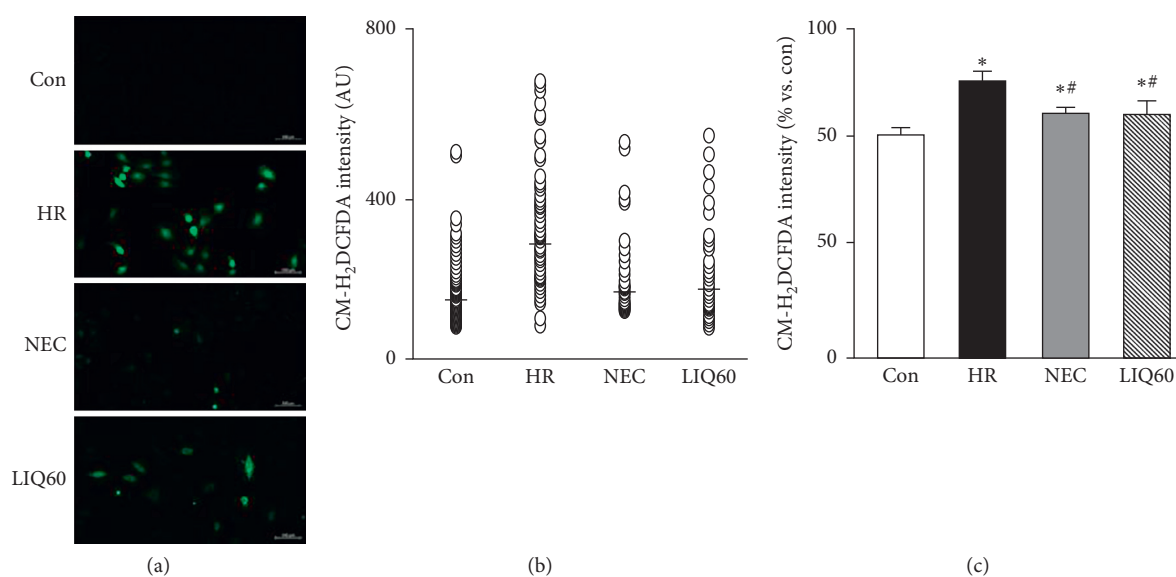 Con
HR
NEC
LIQ60
(a)
CM-H₂DCFDA intensity (AU)
800
400
0
Con HR NEC LIQ60
(b)
CM-H₂DCFDA intensity (% vs. con)
100
50
50
0
*
*#
*#
Con HR NEC LIQ60
(c)